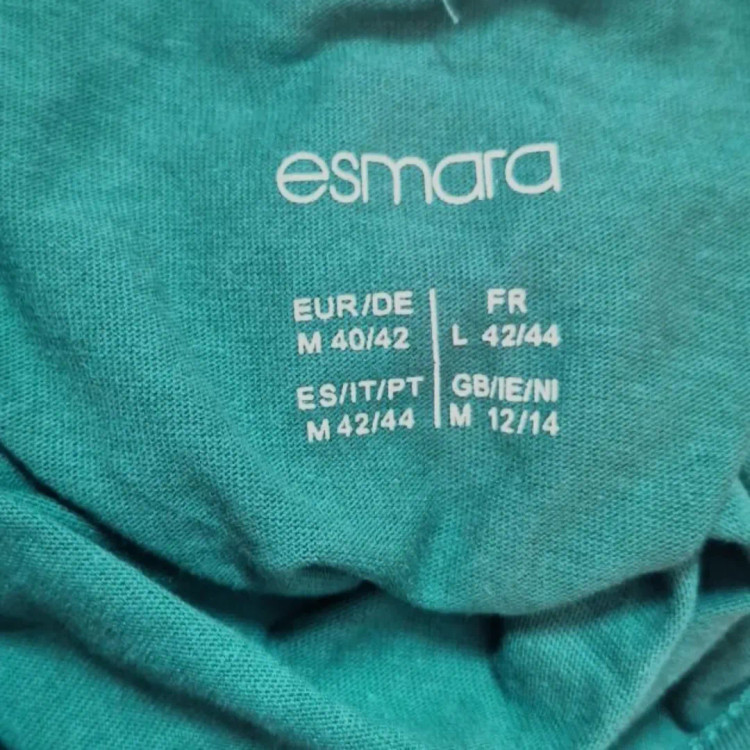 esmara
EUR/DE
M 40/42
FR
L 42/44
ES/IT/PT
M 42/44
GB/IE/NI
M 12/14